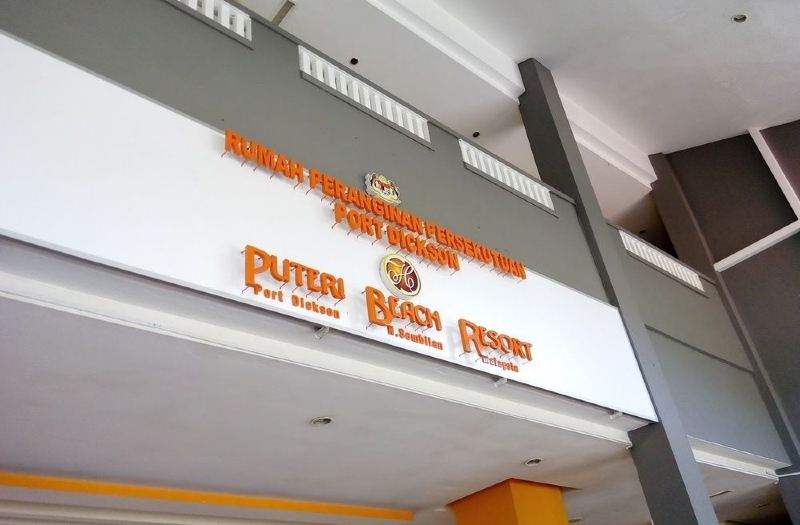 RUMAH PERANGINAN PERSEKUTUAN
PORT DICKSON
PUTERI BEACH RESORT
Port Dickson N.Sembilan Malaysia